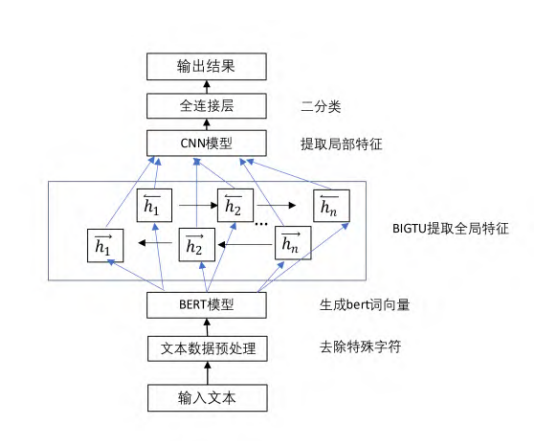 输出结果
全连接层 二分类
CNN模型 提取局部特征
$\overleftarrow{h_1}$ $\overleftarrow{h_2}$ $\overleftarrow{h_n}$
...
BIGTU提取全局特征
$\overrightarrow{h_1}$ $\overrightarrow{h_2}$ $\overrightarrow{h_n}$
BERT模型 生成bert词向量
文本数据预处理 去除特殊字符
输入文本